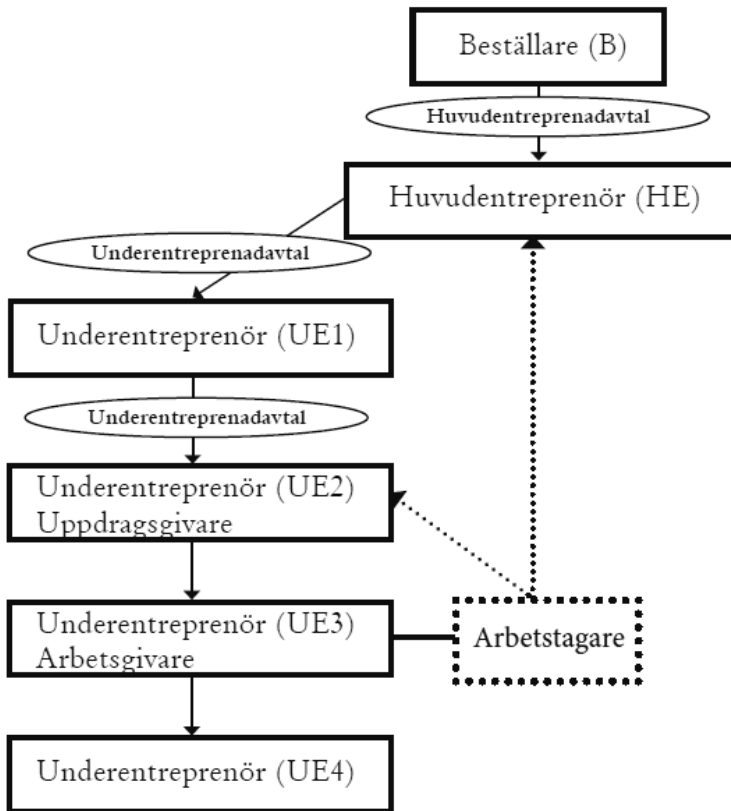 Beställare (B)
Huvudentreprenadavtal
Huvudentreprenör (HE)
Underentreprenadavtal
Underentreprenör (UE1)
Underentreprenadavtal
Underentreprenör (UE2)
Uppdragsgivare
Underentreprenör (UE3)
Arbetsgivare
Arbetstagare
Underentreprenör (UE4)